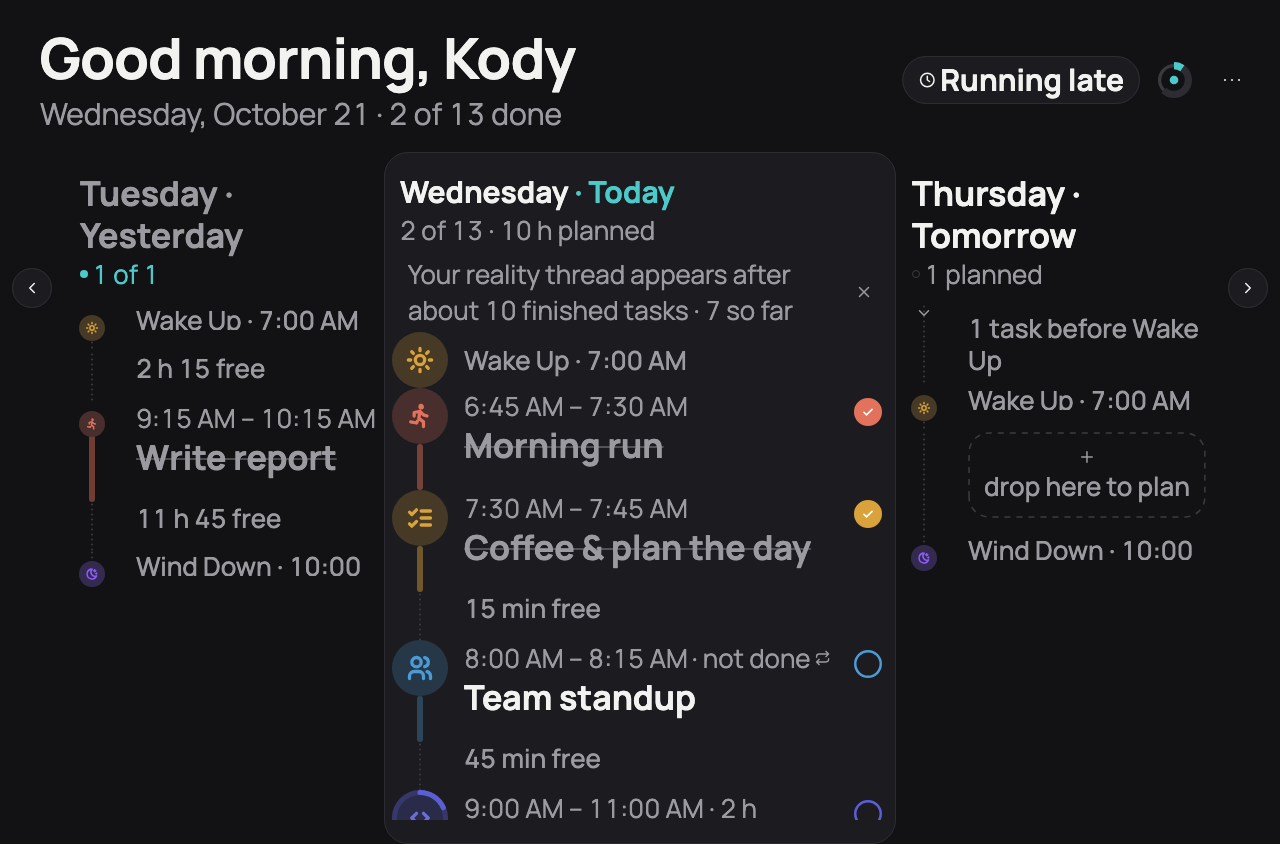 Good morning, Kody
Wednesday, October 21 · 2 of 13 done
Running late
Tuesday ·
Yesterday
1 of 1
Wake Up · 7:00 AM
2 h 15 free
9:15 AM – 10:15 AM
Write report
11 h 45 free
Wind Down · 10:00
Wednesday · Today
2 of 13 · 10 h planned
Your reality thread appears after
about 10 finished tasks · 7 so far
Wake Up · 7:00 AM
6:45 AM – 7:30 AM
Morning run
7:30 AM – 7:45 AM
Coffee & plan the day
15 min free
8:00 AM – 8:15 AM · not done
Team standup
45 min free
9:00 AM – 11:00 AM · 2 h
Thursday ·
Tomorrow
1 planned
1 task before Wake
Up
Wake Up · 7:00 AM
drop here to plan
Wind Down · 10:00